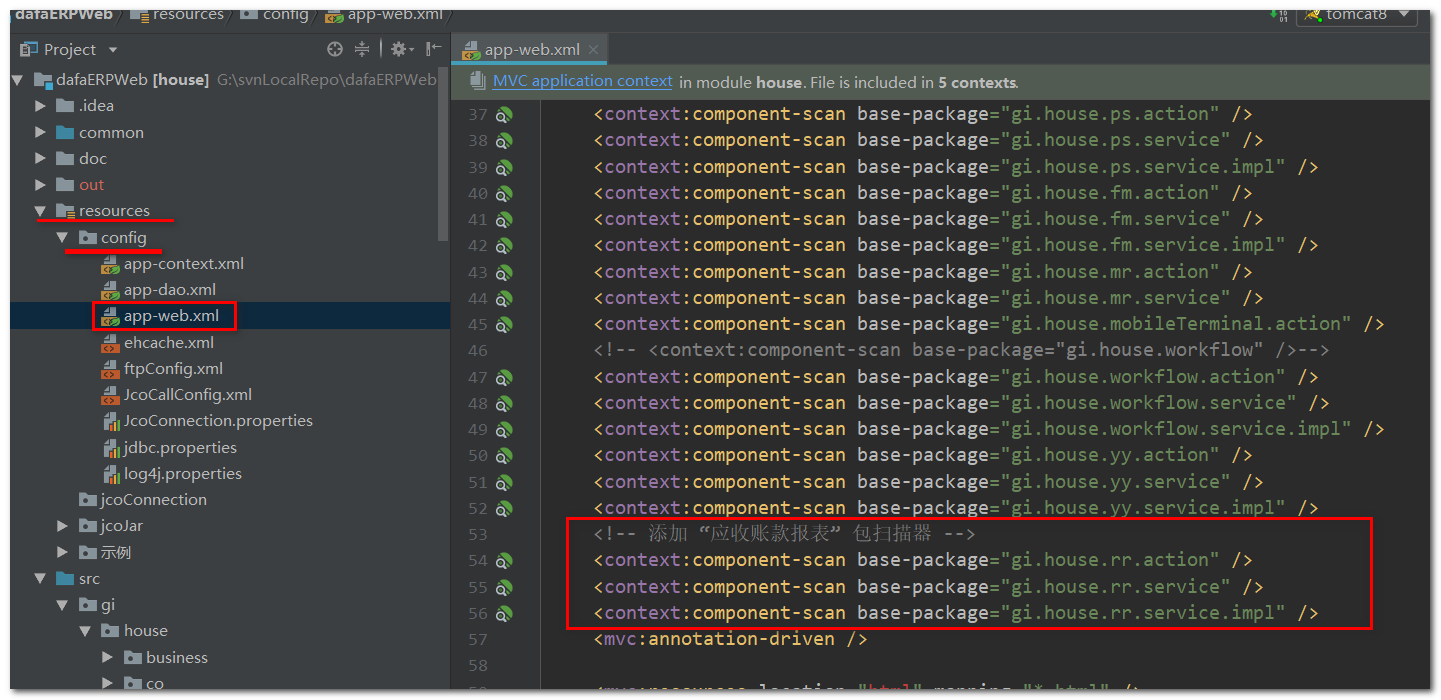 dafaERPWeb resources config app-web.xml
tomcat8
Project
app-web.xml
MVC application context in module house. File is included in 5 contexts.
dafaERPWeb [house] G:\svnLocalRepo\dafaERPWeb
.idea
common
doc
out
resources
config
app-context.xml
app-dao.xml
app-web.xml
ehcache.xml
ftpConfig.xml
JcoCallConfig.xml
JcoConnection.properties
jdbc.properties
log4j.properties
jcoConnection
jcoJar
示例
src
gi
house
business
co
37 <context:component-scan base-package="gi.house.ps.action" />
38 <context:component-scan base-package="gi.house.ps.service" />
39 <context:component-scan base-package="gi.house.ps.service.impl" />
40 <context:component-scan base-package="gi.house.fm.action" />
41 <context:component-scan base-package="gi.house.fm.service" />
42 <context:component-scan base-package="gi.house.fm.service.impl" />
43 <context:component-scan base-package="gi.house.mr.action" />
44 <context:component-scan base-package="gi.house.mr.service" />
45 <context:component-scan base-package="gi.house.mobileTerminal.action" />
46 <!-- <context:component-scan base-package="gi.house.workflow" />-->
47 <context:component-scan base-package="gi.house.workflow.action" />
48 <context:component-scan base-package="gi.house.workflow.service" />
49 <context:component-scan base-package="gi.house.workflow.service.impl" />
50 <context:component-scan base-package="gi.house.yy.action" />
51 <context:component-scan base-package="gi.house.yy.service" />
52 <context:component-scan base-package="gi.house.yy.service.impl" />
53 <!-- 添加 “应收账款报表” 包扫描器 -->
54 <context:component-scan base-package="gi.house.rr.action" />
55 <context:component-scan base-package="gi.house.rr.service" />
56 <context:component-scan base-package="gi.house.rr.service.impl" />
57 <mvc:annotation-driven />
58
<mvc:resources location="html" mapping="*.html" />